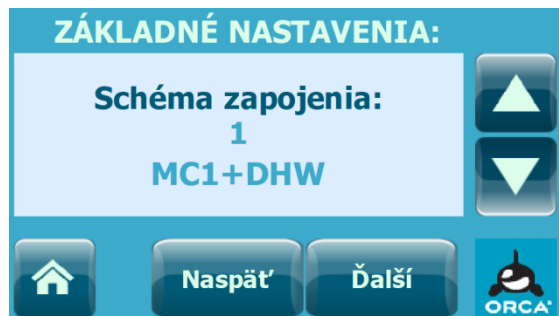 ZÁKLADNÉ NASTAVENIA:
Schéma zapojenia:
1
MC1+DHW
Naspäť
Ďalší
ORCA